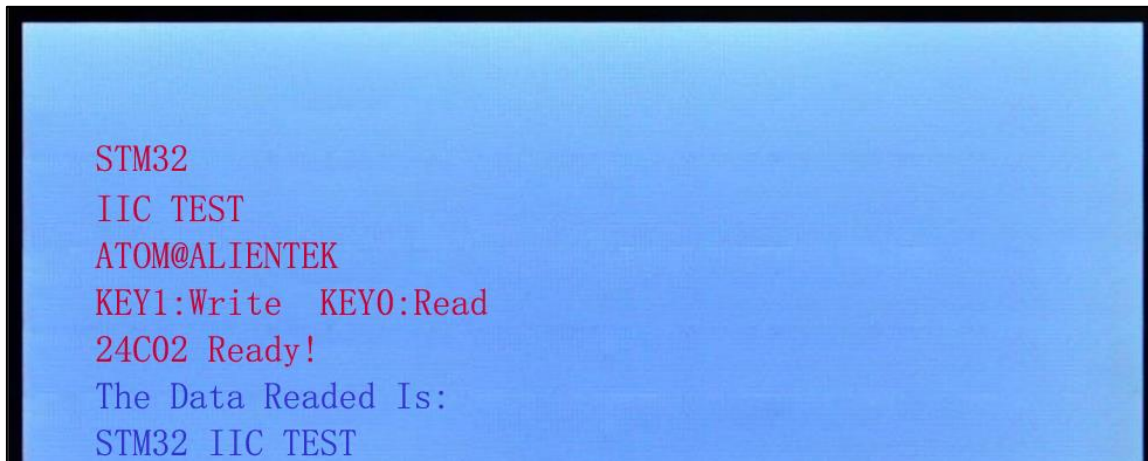 STM32
IIC TEST
ATOM@ALIENTEK
KEY1:Write  KEY0:Read
24C02 Ready!
The Data Readed Is:
STM32 IIC TEST